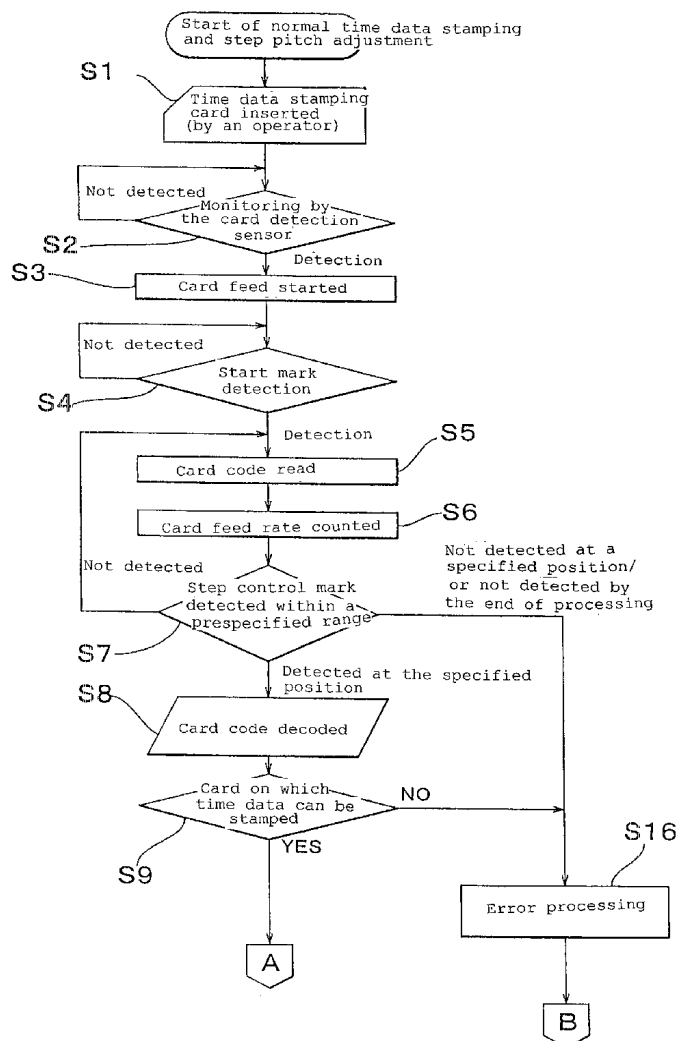 Start of normal time data stamping
and step pitch adjustment
S1
Time data stamping
card inserted
(by an operator)
Not detected
Monitoring by
the card detection
sensor
S2
Detection
S3
Card feed started
Not detected
Start mark
detection
S4
Detection
S5
Card code read
S6
Card feed rate counted
Not detected at a
specified position/
or not detected by
the end of processing
Not detected
Step control mark
detected within a
prespecified range
S7
Detected at the specified
position
S8
Card code decoded
Card on which
time data can be
stamped
NO
S9
YES
S16
Error processing
A
B